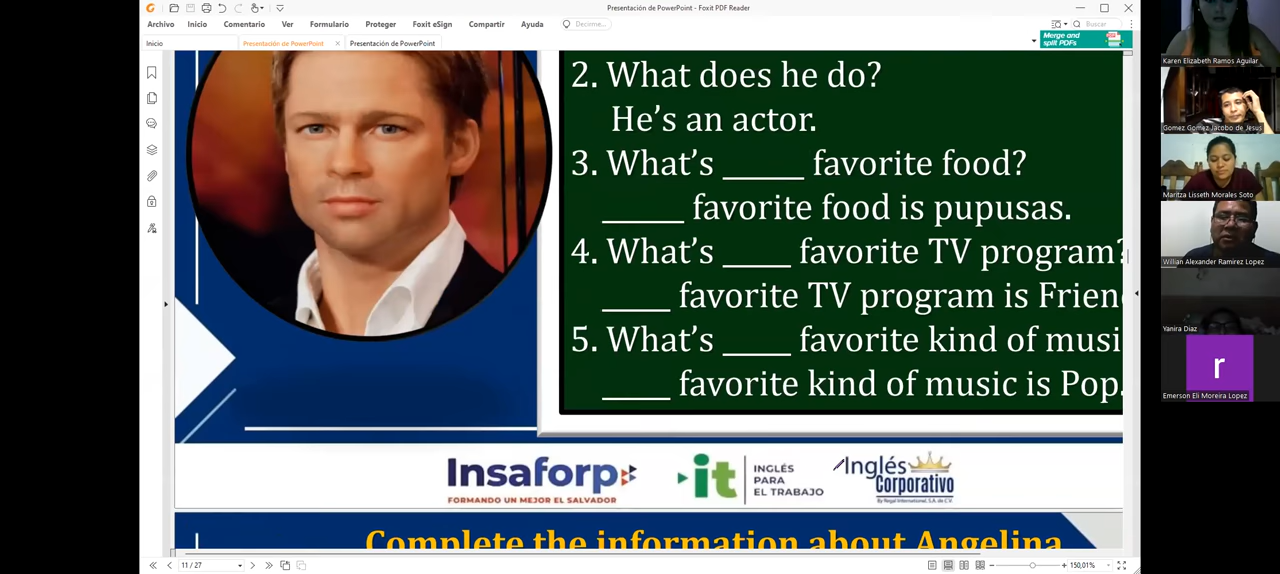 Presentación de PowerPoint - Foxit PDF Reader
Archivo Inicio Comentario Ver Formulario Proteger Foxit eSign Compartir Ayuda Decirme... Buscar
Inicio Presentación de PowerPoint Presentación de PowerPoint
Merge and
split PDFs
2. What does he do?
He's an actor.
3. What's _____ favorite food?
_____ favorite food is pupusas.
4. What's _____ favorite TV program?
_____ favorite TV program is Frien
5. What's _____ favorite kind of musi
_____ favorite kind of music is Pop.
Insaforp
FORMANDO UN MEJOR EL SALVADOR
it
INGLÉS
PARA
EL TRABAJO
Inglés
Corporativo
By Regal International, S.A. de C.V.
Complete the information about Angelina
11 / 27
150,01%
Karen Elizabeth Ramos Aguilar
Gomez Gomez Jacobo de Jesus
Maritza Lisseth Morales Soto
Willian Alexander Ramirez Lopez
Yanira Diaz
r
Emerson Eli Moreira Lopez